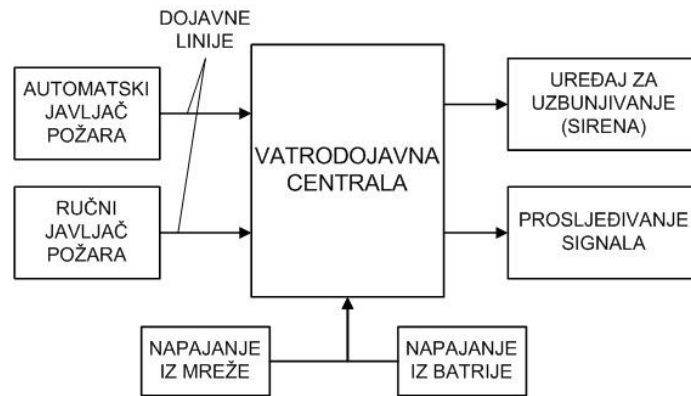 DOJAVNE
LINIJE
AUTOMATSKI
JAVLJAČ
POŽARA
RUČNI
JAVLJAČ
POŽARA
VATRODOJAVNA
CENTRALA
UREĐAJ ZA
UZBUNJIVANJE
(SIRENA)
PROSLJEĐIVANJE
SIGNALA
NAPAJANJE
IZ MREŽE
NAPAJANJE
IZ BATRIJE